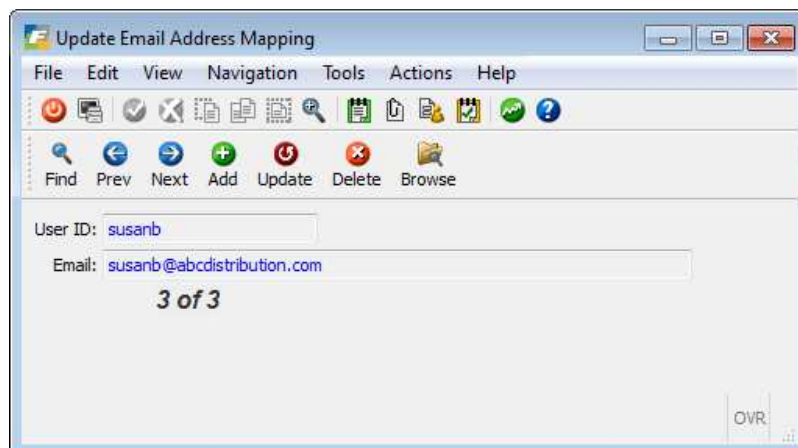 Update Email Address Mapping
File Edit View Navigation Tools Actions Help
Find Prev Next Add Update Delete Browse
User ID: susanb
Email: susanb@abcdistribution.com
3 of 3
OVR